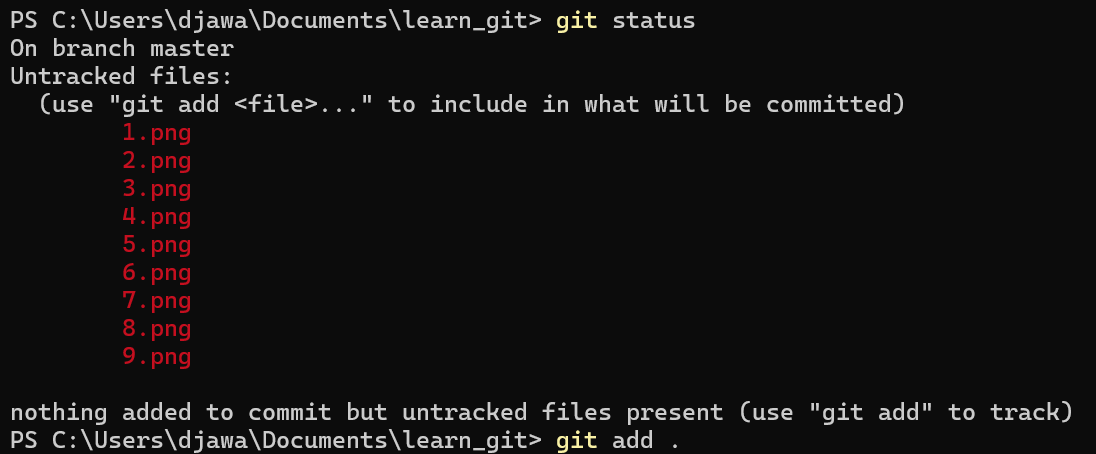 PS C:\Users\djawa\Documents\learn_git> git status
On branch master
Untracked files:
  (use "git add <file>..." to include in what will be committed)
        1.png
        2.png
        3.png
        4.png
        5.png
        6.png
        7.png
        8.png
        9.png

nothing added to commit but untracked files present (use "git add" to track)
PS C:\Users\djawa\Documents\learn_git> git add .